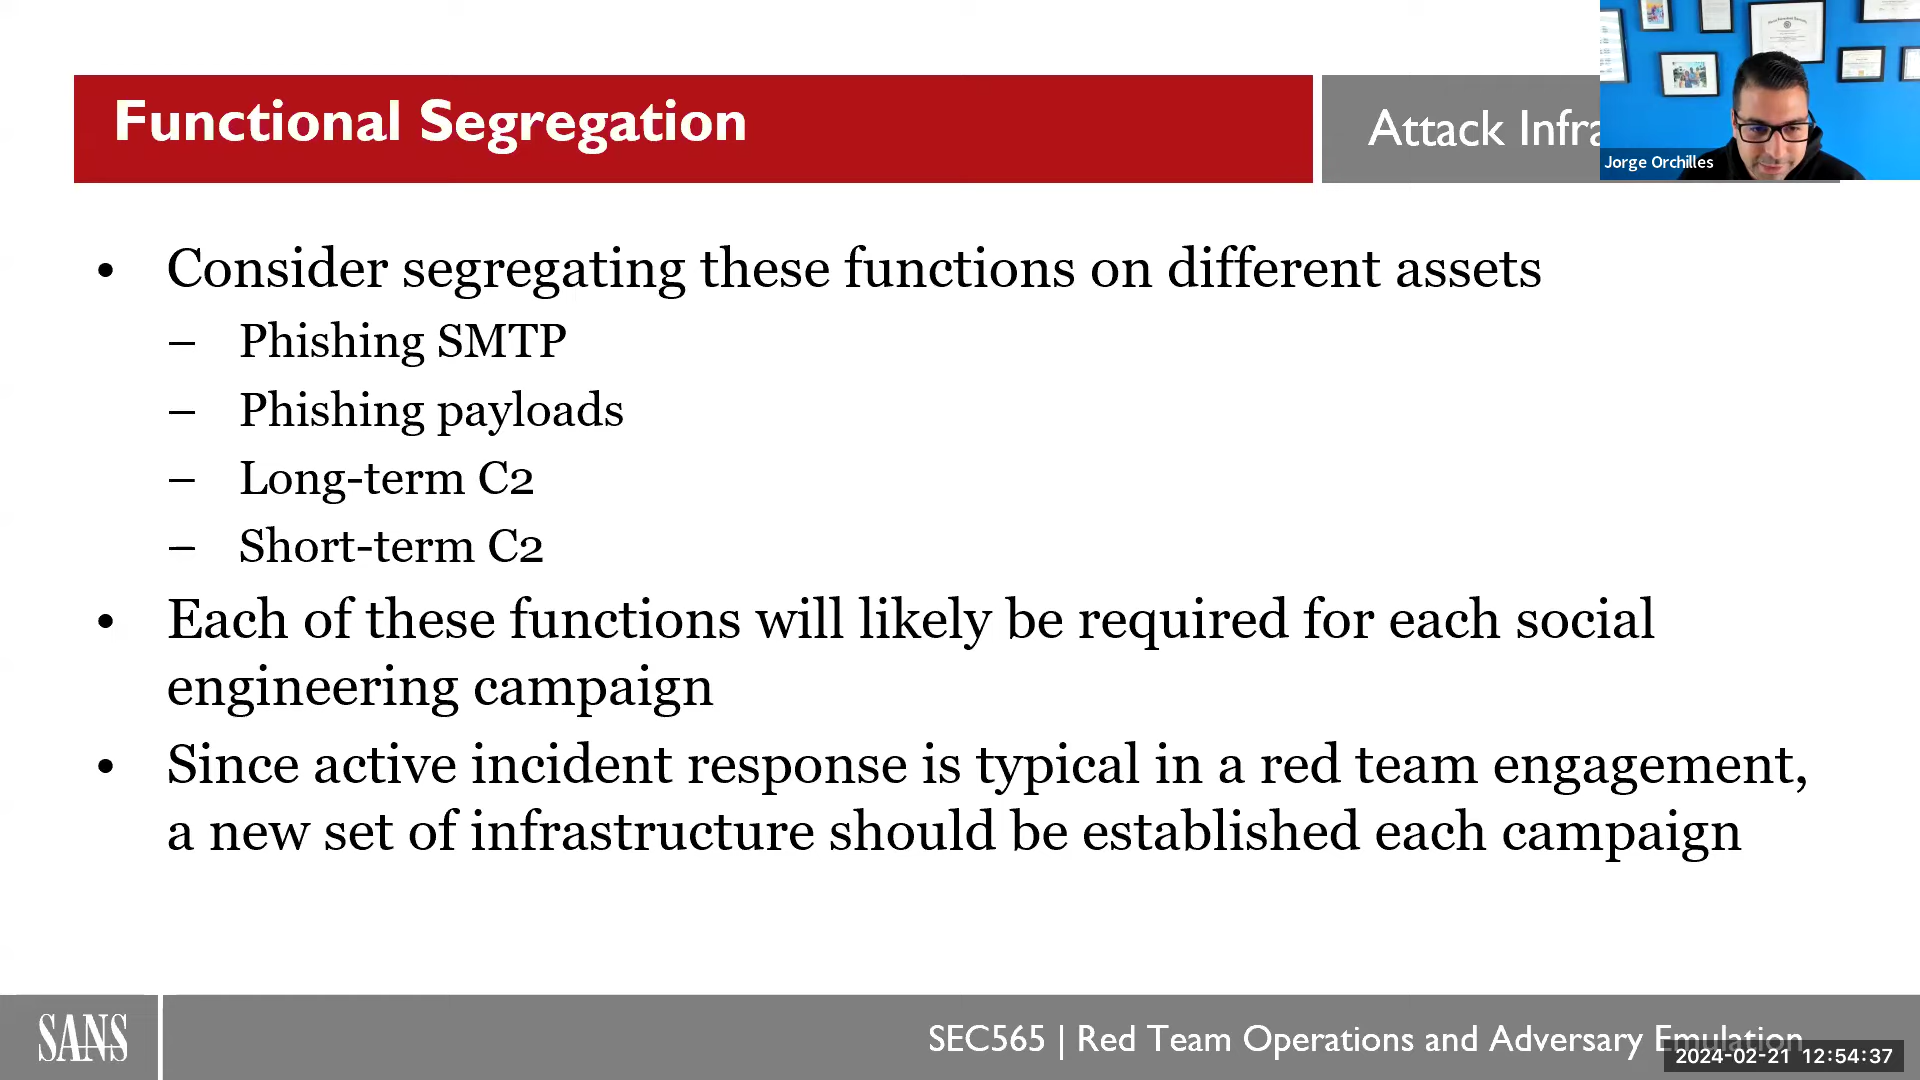 Functional Segregation
Attack Infra
Jorge Orchilles
• Consider segregating these functions on different assets
– Phishing SMTP
– Phishing payloads
– Long-term C2
– Short-term C2
• Each of these functions will likely be required for each social
engineering campaign
• Since active incident response is typical in a red team engagement,
a new set of infrastructure should be established each campaign
SANS
SEC565 | Red Team Operations and Adversary Emulation
2024-02-21 12:54:37